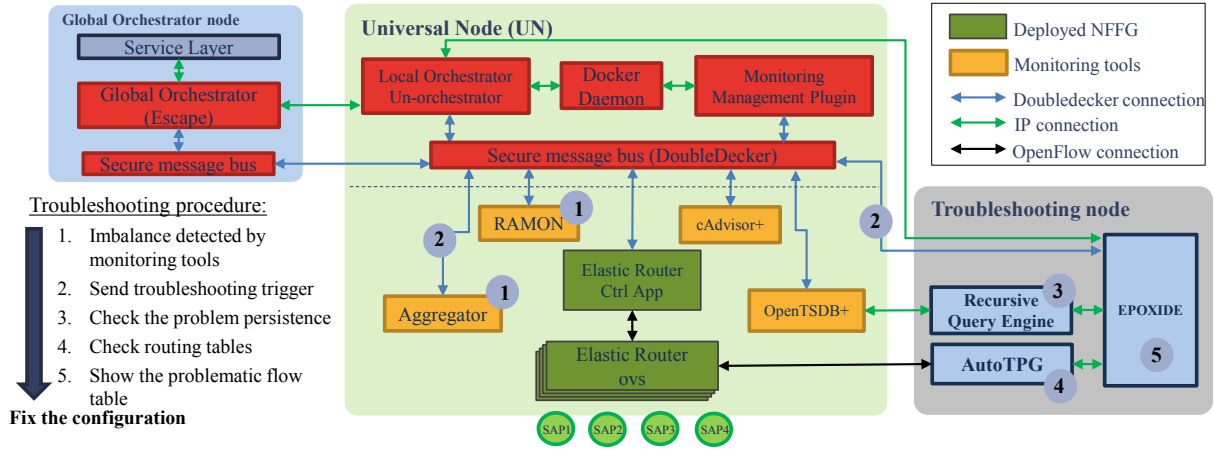 Global Orchestrator node
Service Layer
Global Orchestrator
(Escape)
Secure message bus
Universal Node (UN)
Local Orchestrator
Un-orchestrator
Docker
Daemon
Monitoring
Management Plugin
Secure message bus (DoubleDecker)
RAMON
1
cAdvisor+
2
Aggregator
1
Elastic Router
Ctrl App
OpenTSDB+
Elastic Router
ovs
SAP1
SAP2
SAP3
SAP4
Deployed NFFG
Monitoring tools
Doubledecker connection
IP connection
OpenFlow connection
2
Troubleshooting node
Recursive
Query Engine
3
AutoTPG
4
EPOXIDE
5
Troubleshooting procedure:
1. Imbalance detected by
monitoring tools
2. Send troubleshooting trigger
3. Check the problem persistence
4. Check routing tables
5. Show the problematic flow
table
Fix the configuration